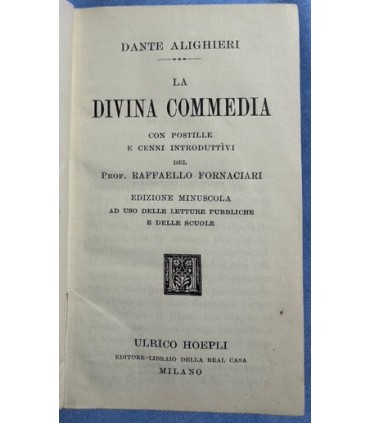 DANTE ALIGHIERI
LA
DIVINA COMMEDIA
CON POSTILLE
E CENNI INTRODUTTÌVI
DEL
PROF. RAFFAELLO FORNACIARI
EDIZIONE MINUSCOLA
AD USO DELLE LETTURE PUBBLICHE
E DELLE SCUOLE
H
ULRICO HOEPLI
EDITORE-LIBRAIO DELLA REAL CASA
MILANO